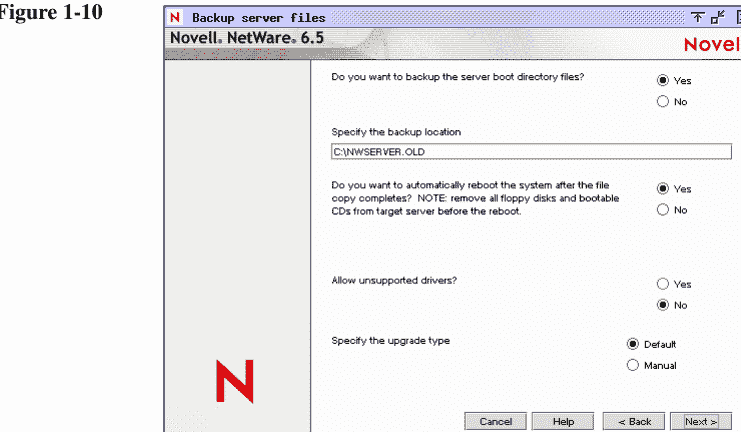 Figure 1-10
N Backup server files
Novell. NetWare. 6.5
Novel
Do you want to backup the server boot directory files?
Yes
No
Specify the backup location
C:\NWSERVER.OLD
Do you want to automatically reboot the system after the file
copy completes? NOTE: remove all floppy disks and bootable
CDs from target server before the reboot.
Yes
No
Allow unsupported drivers?
Yes
No
Specify the upgrade type
Default
Manual
N
Cancel Help < Back Next >